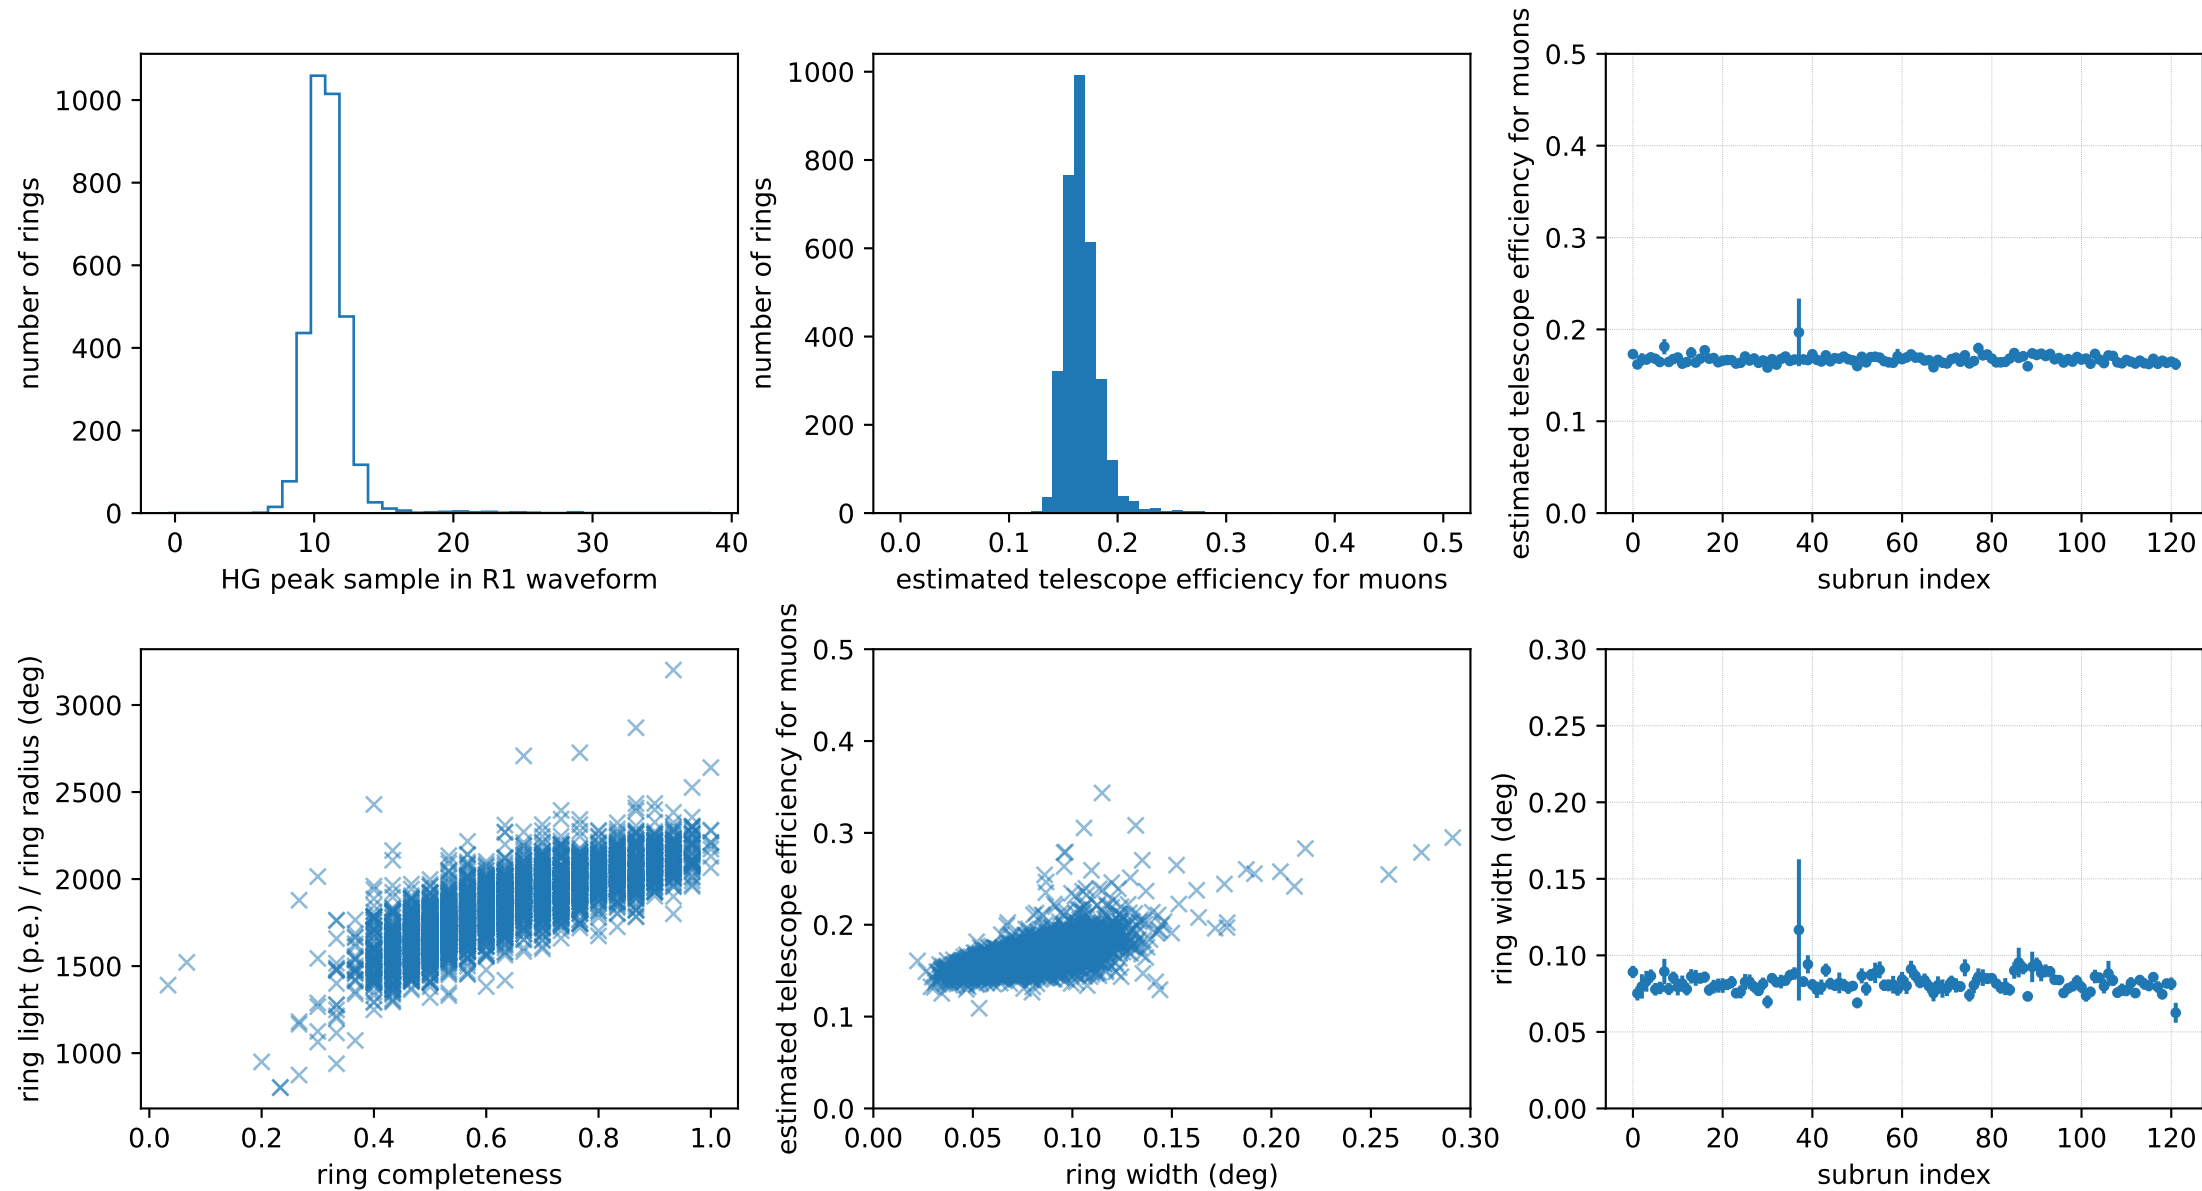 number of rings
1000
800
600
400
200
0
0 10 20 30 40
HG peak sample in R1 waveform
number of rings
1000
800
600
400
200
0
0.0 0.1 0.2 0.3 0.4 0.5
estimated telescope efficiency for muons
estimated telescope efficiency for muons
0.5
0.4
0.3
0.2
0.1
0.0
0 20 40 60 80 100 120
subrun index
ring light (p.e.) / ring radius (deg)
3000
2500
2000
1500
1000
0.0 0.2 0.4 0.6 0.8 1.0
ring completeness
estimated telescope efficiency for muons
0.5
0.4
0.3
0.2
0.1
0.0
0.00 0.05 0.10 0.15 0.20 0.25 0.30
ring width (deg)
ring width (deg)
0.30
0.25
0.20
0.15
0.10
0.05
0.00
0 20 40 60 80 100 120
subrun index